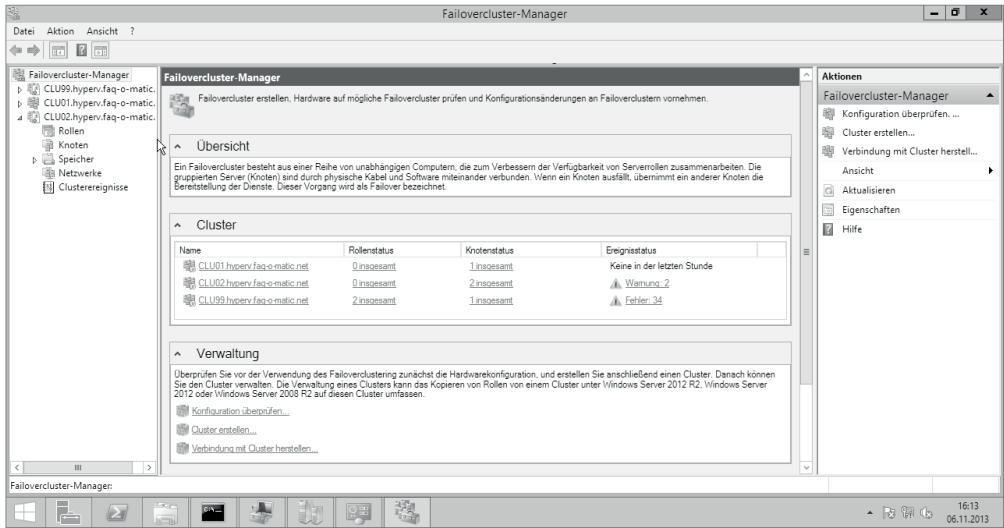 Failovercluster-Manager
Datei Aktion Ansicht ?
Failovercluster-Manager
CLU99.hyperv.faq-o-matic.
CLU01.hyperv.faq-o-matic.
CLU02.hyperv.faq-o-matic.
Rollen
Knoten
Speicher
Netzwerke
Clusterereignisse
Failovercluster-Manager
Failovercluster erstellen, Hardware auf mögliche Failovercluster prüfen und Konfigurationsänderungen an Failoverclustern vornehmen.
Übersicht
Ein Failovercluster besteht aus einer Reihe von unabhängigen Computern, die zum Verbessern der Verfügbarkeit von Serverrollen zusammenarbeiten. Die
gruppierten Server (Knoten) sind durch physische Kabel und Software miteinander verbunden. Wenn ein Knoten ausfällt, übernimmt ein anderer Knoten die
Bereitstellung der Dienste. Dieser Vorgang wird als Failover bezeichnet.
Cluster
Name Rollenstatus Knotenstatus Ereignisstatus
CLU01.hyperv.faq-o-matic.net 0 insgesamt 1 insgesamt Keine in der letzten Stunde
CLU02.hyperv.faq-o-matic.net 0 insgesamt 2 insgesamt Warnung: 2
CLU99.hyperv.faq-o-matic.net 2 insgesamt 1 insgesamt Fehler: 34
Verwaltung
Überprüfen Sie vor der Verwendung des Failoverclustering zunächst die Hardwarekonfiguration, und erstellen Sie anschließend einen Cluster. Danach können
Sie den Cluster verwalten. Die Verwaltung eines Clusters kann das Kopieren von Rollen von einem Cluster unter Windows Server 2012 R2, Windows Server
2012 oder Windows Server 2008 R2 auf diesen Cluster umfassen.
Konfiguration überprüfen...
Cluster erstellen...
Verbindung mit Cluster herstellen...
Aktionen
Failovercluster-Manager
Konfiguration überprüfen. ...
Cluster erstellen...
Verbindung mit Cluster herstell...
Ansicht
Aktualisieren
Eigenschaften
Hilfe
Failovercluster-Manager:
16:13
06.11.2013